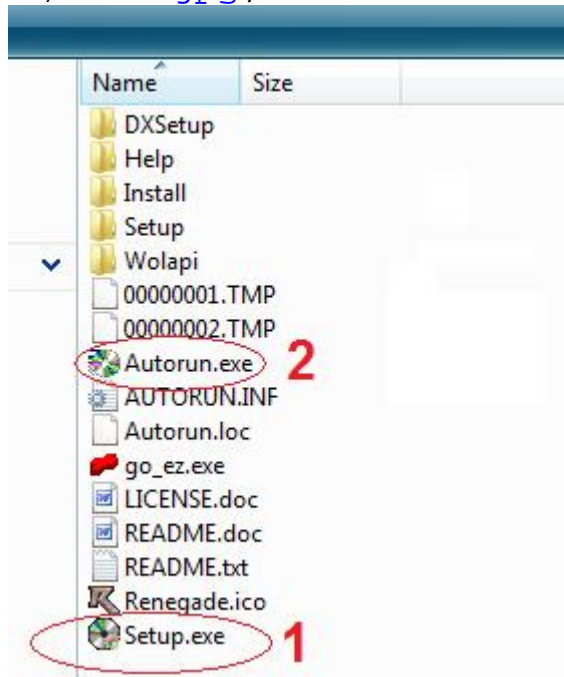 Name Size
DXSetup
Help
Install
Setup
Wolapi
00000001.TMP
00000002.TMP
Autorun.exe 2
AUTORUN.INF
Autorun.loc
go_ez.exe
LICENSE.doc
README.doc
README.txt
Renegade.ico
Setup.exe 1